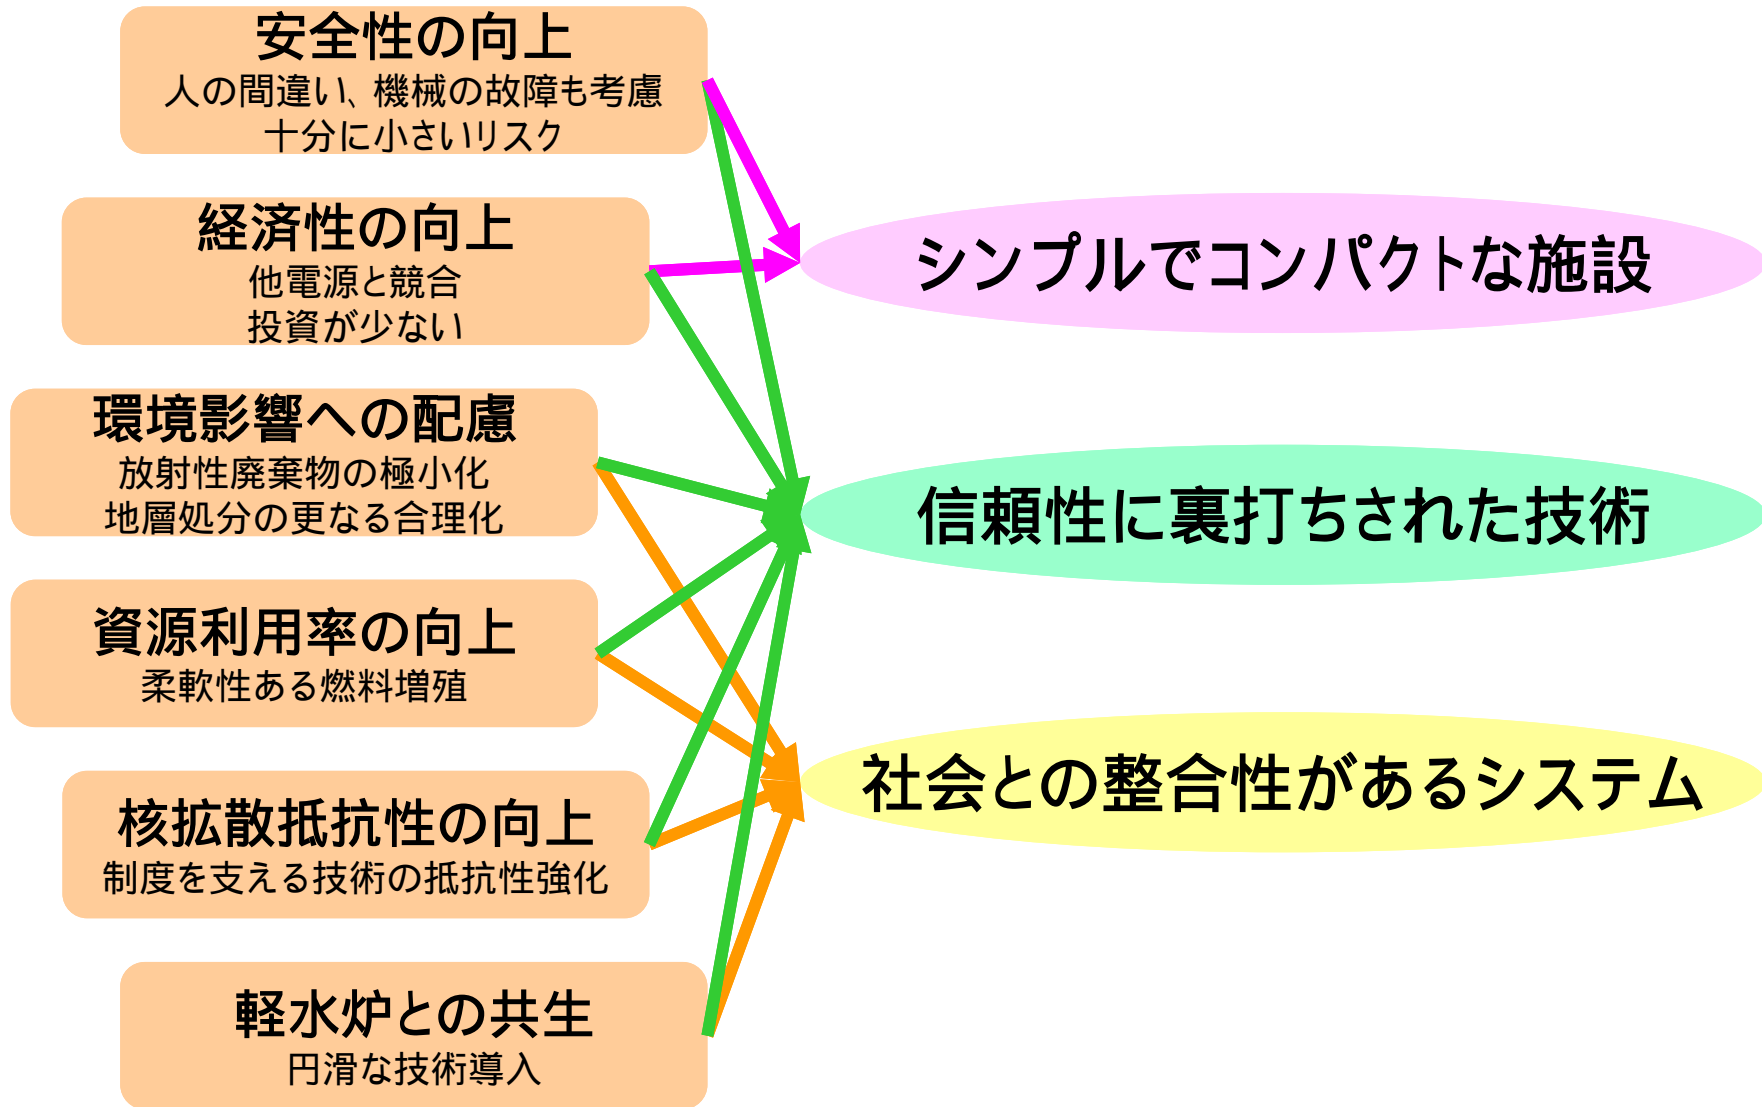 安全性の向上
人の間違い、機械の故障も考慮
十分に小さいリスク
経済性の向上
他電源と競合
投資が少ない
環境影響への配慮
放射性廃棄物の極小化
地層処分の更なる合理化
資源利用率の向上
柔軟性ある燃料増殖
核拡散抵抗性の向上
制度を支える技術の抵抗性強化
軽水炉との共生
円滑な技術導入
シンプルでコンパクトな施設
信頼性に裏打ちされた技術
社会との整合性があるシステム